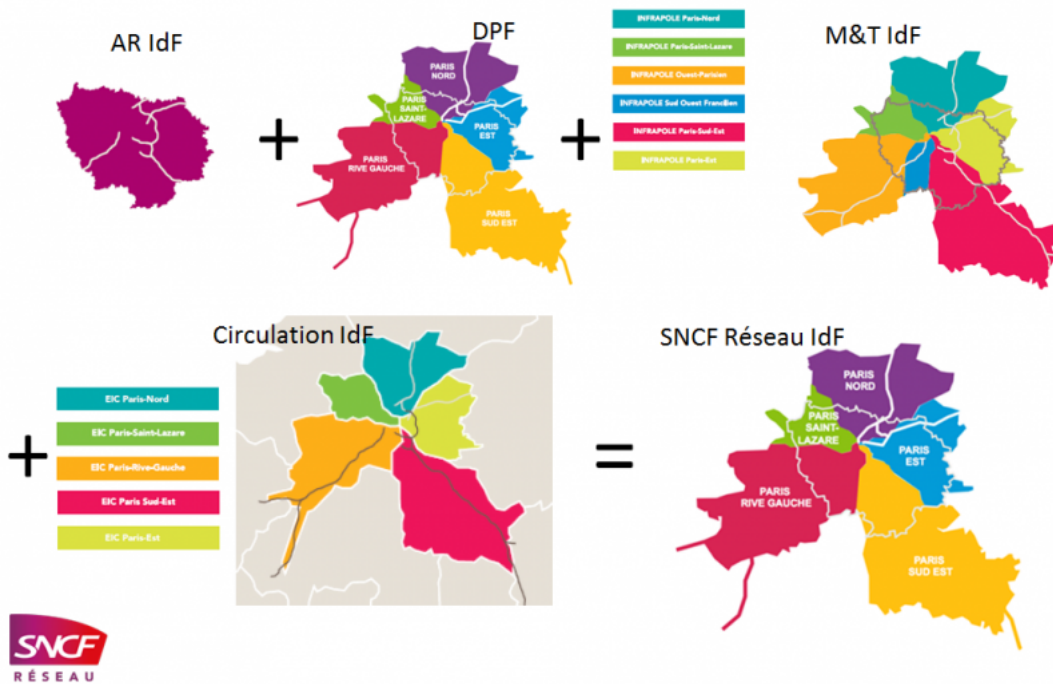 AR IdF
DPF
INFRAPOLE Paris-Nord
INFRAPOLE Paris-Saint-Lazare
INFRAPOLE Ouest-Parisien
INFRAPOLE Sud Ouest Francilien
INFRAPOLE Paris-Sud-Est
INFRAPOLE Paris-Est
M&T IdF
+
PARIS
NORD
PARIS
SAINT-
LAZARE
PARIS
EST
PARIS
RIVE GAUCHE
PARIS
SUD EST
+
Circulation IdF
SNCF Réseau IdF
+
EIC Paris-Nord
EIC Paris-Saint-Lazare
EIC Paris-Rive-Gauche
EIC Paris Sud-Est
EIC Paris-Est
=
PARIS
NORD
PARIS
SAINT-
LAZARE
PARIS
EST
PARIS
RIVE GAUCHE
PARIS
SUD EST
SNCF
RÉSEAU